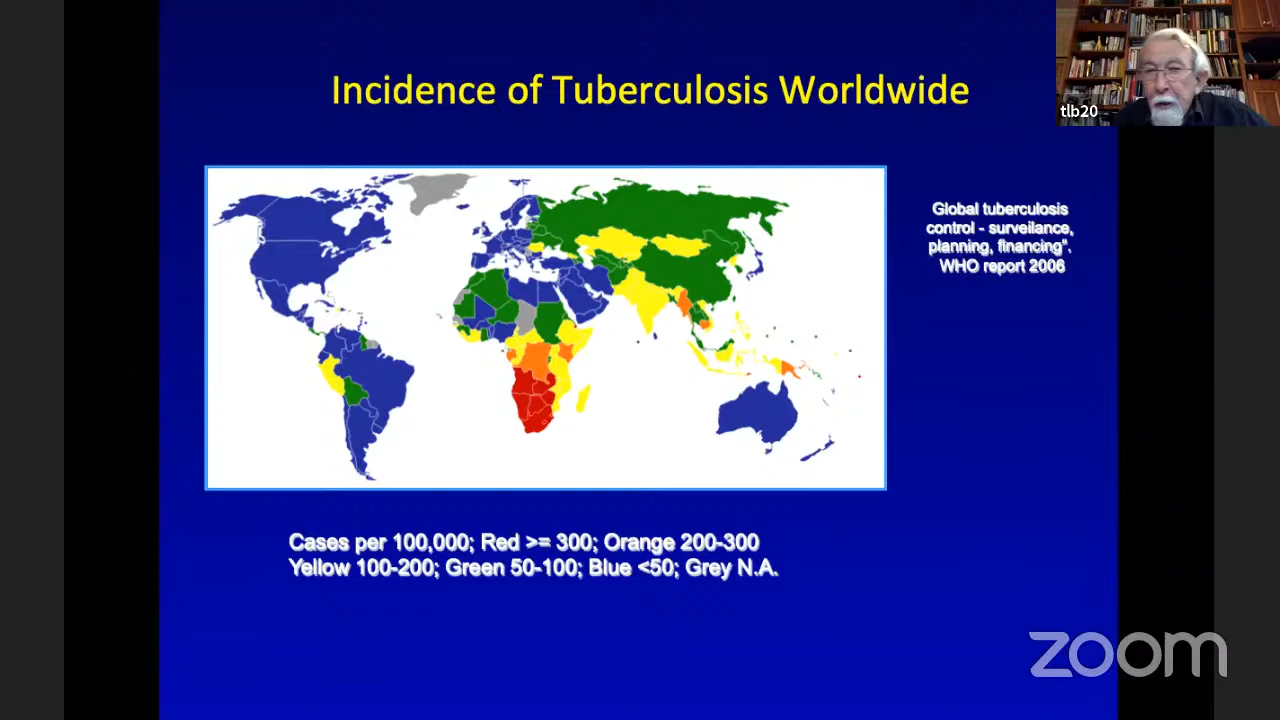 Incidence of Tuberculosis Worldwide
tlb20
Global tuberculosis
control - surveilance,
planning, financing”.
WHO report 2006
Cases per 100,000; Red >= 300; Orange 200-300
Yellow 100-200; Green 50-100; Blue <50; Grey N.A.
zoom